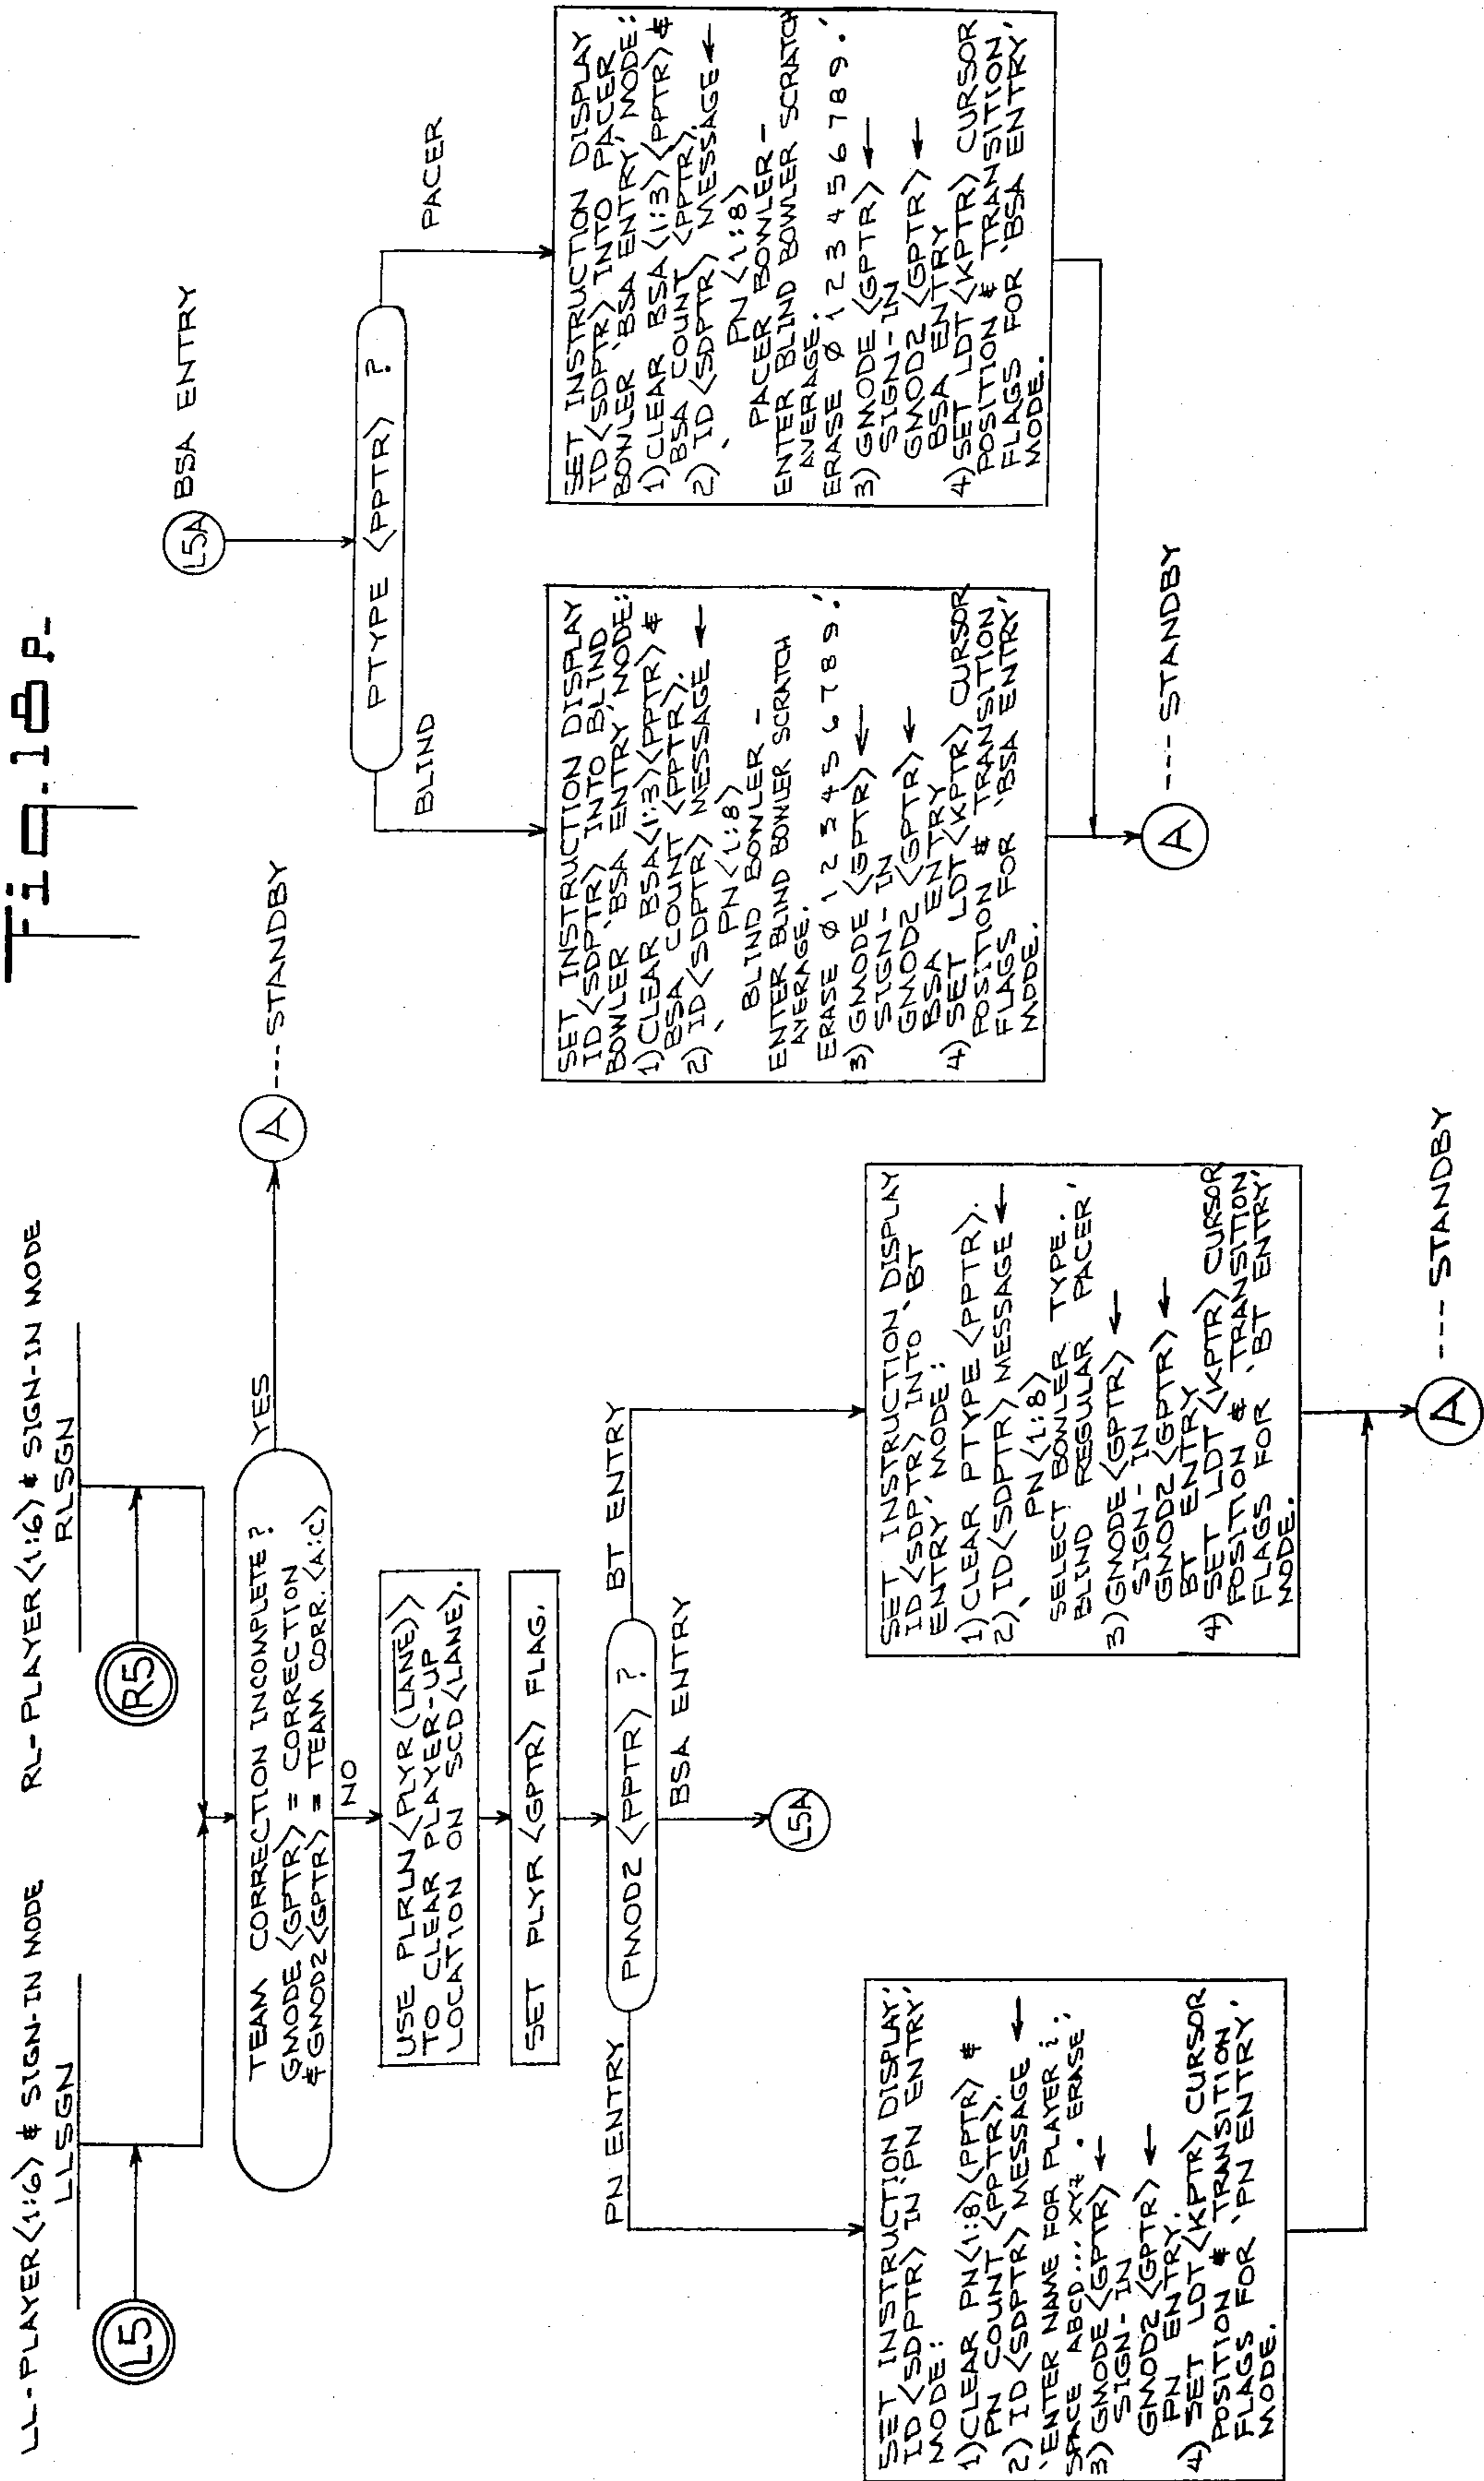 Fig. 18 P.
LL-PLAYER<1:6> & SIGN-IN MODE
LLSGN
RL-PLAYER<1:6> & SIGN-IN MODE
RLSGN
L5
R5
TEAM CORRECTION INCOMPLETE?
GMODE<GPTR> = CORRECTION
& GMOD2<GPTR> = TEAM CORR.<A:C>
YES
A --- STANDBY
NO
USE PLRLN<PLYR(LANE)>
TO CLEAR PLAYER-UP
LOCATION ON SCD<LANE>.
SET PLYR<GPTR> FLAG.
PMOD2<PPTR> ?
PN ENTRY
BSA ENTRY
BT ENTRY
L5A
SET INSTRUCTION DISPLAY
ID<SDPTR> IN 'PN ENTRY'
MODE:
1) CLEAR PN<1:8><PPTR> &
PN COUNT<PPTR>.
2) ID<SDPTR> MESSAGE ←
'ENTER NAME FOR PLAYER i:
SPACE ABCD... XYZ . ERASE'
3) GMODE<GPTR> ←
SIGN-IN
GMOD2<GPTR> ←
PN ENTRY.
4) SET LDT<KPTR> CURSOR
POSITION & TRANSITION
FLAGS FOR 'PN ENTRY'
MODE.
SET INSTRUCTION DISPLAY
ID<SDPTR> INTO 'BT
ENTRY' MODE:
1) CLEAR PTYPE<PPTR>.
2) ID<SDPTR> MESSAGE ←
' PN<1:8>
SELECT BOWLER TYPE.
BLIND REGULAR PACER'
3) GMODE<GPTR> ←
SIGN-IN
GMOD2<GPTR> ←
BT ENTRY
4) SET LDT<KPTR> CURSOR
POSITION & TRANSITION
FLAGS FOR 'BT ENTRY'
MODE.
A --- STANDBY
L5A BSA ENTRY
PTYPE<PPTR> ?
BLIND
PACER
SET INSTRUCTION DISPLAY
ID<SDPTR> INTO BLIND
BOWLER 'BSA ENTRY' MODE:
1) CLEAR BSA<1:3><PPTR> &
BSA COUNT<PPTR>.
2) ID<SDPTR> MESSAGE ←
' PN<1:8>
BLIND BOWLER -
ENTER BLIND BOWLER SCRATCH
AVERAGE.
ERASE Ø 1 2 3 4 5 6 7 8 9.'
3) GMODE<GPTR> ←
SIGN-IN
GMOD2<GPTR> ←
BSA ENTRY
4) SET LDT<KPTR> CURSOR
POSITION & TRANSITION
FLAGS FOR 'BSA ENTRY'
MODE.
SET INSTRUCTION DISPLAY
ID<SDPTR> INTO PACER
BOWLER 'BSA ENTRY' MODE:
1) CLEAR BSA<1:3><PPTR> &
BSA COUNT<PPTR>.
2) ID<SDPTR> MESSAGE ←
' PN<1:8>
PACER BOWLER -
ENTER BLIND BOWLER SCRATCH
AVERAGE.
ERASE Ø 1 2 3 4 5 6 7 8 9.'
3) GMODE<GPTR> ←
SIGN-IN
GMOD2<GPTR> ←
BSA ENTRY
4) SET LDT<KPTR> CURSOR
POSITION & TRANSITION
FLAGS FOR 'BSA ENTRY'
MODE.
A --- STANDBY